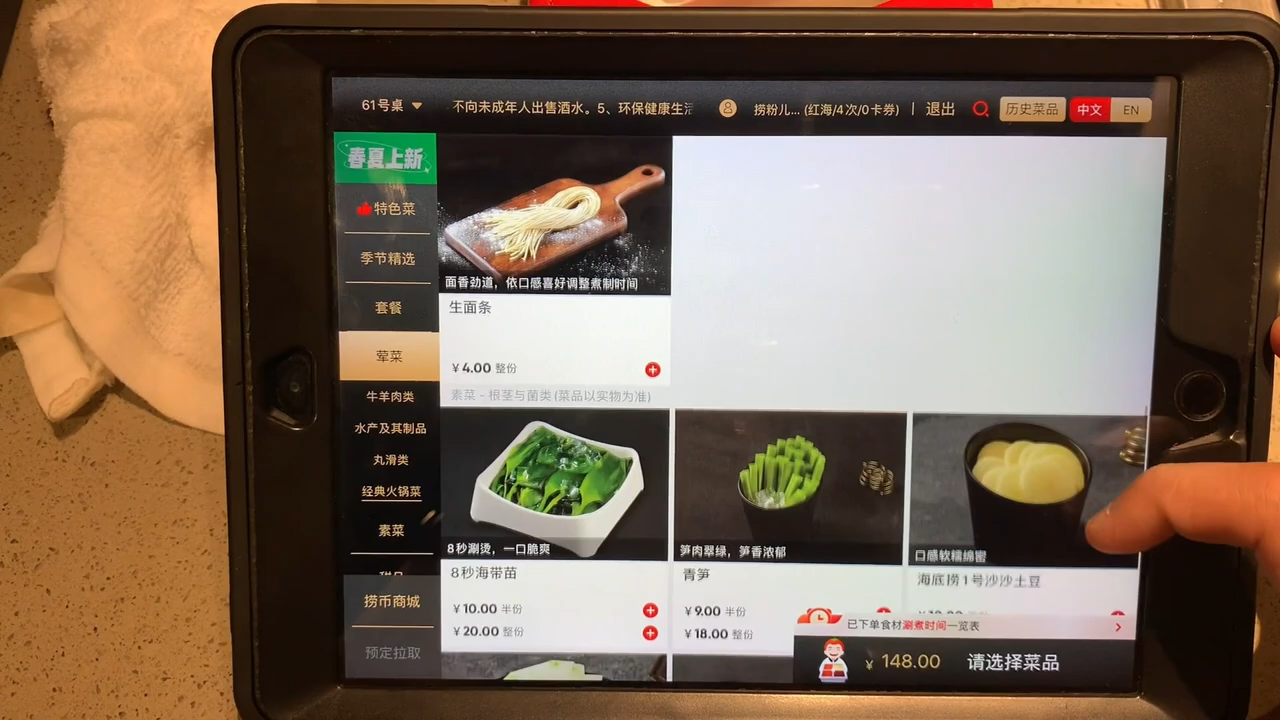 61号桌
不向未成年人出售酒水。5、环保健康生活
捞粉儿... (红海/4次/0卡券)
退出
历史菜品
中文
EN
春夏上新
特色菜
季节精选
套餐
荤菜
牛羊肉类
水产及其制品
丸滑类
经典火锅菜
素菜
捞币商城
预定拉取
面香劲道，依口感喜好调整煮制时间
生面条
¥4.00 整份
素菜 - 根茎与菌类 (菜品以实物为准)
8秒涮烫，一口脆爽
8秒海带苗
¥10.00 半份
¥20.00 整份
笋肉翠绿，笋香浓郁
青笋
¥9.00 半份
¥18.00 整份
口感软糯绵密
海底捞1号沙沙土豆
已下单食材涮煮时间一览表
¥ 148.00
请选择菜品